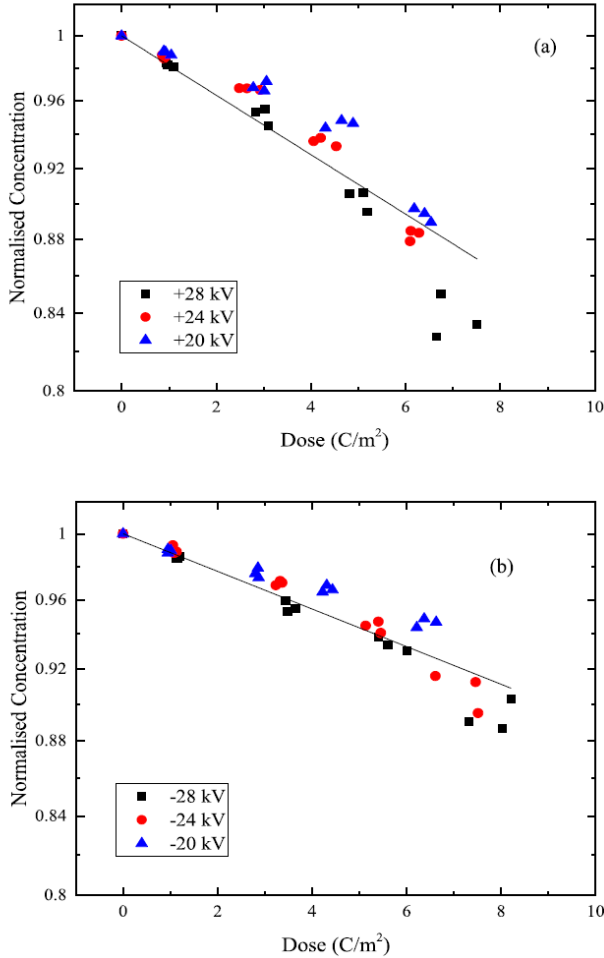 (a)
1
0.96
0.92
0.88
0.84
0.8
Normalised Concentration
+28 kV
+24 kV
+20 kV
0 2 4 6 8 10
Dose (C/m²)
(b)
1
0.96
0.92
0.88
0.84
0.8
Normalised Concentration
-28 kV
-24 kV
-20 kV
0 2 4 6 8 10
Dose (C/m²)